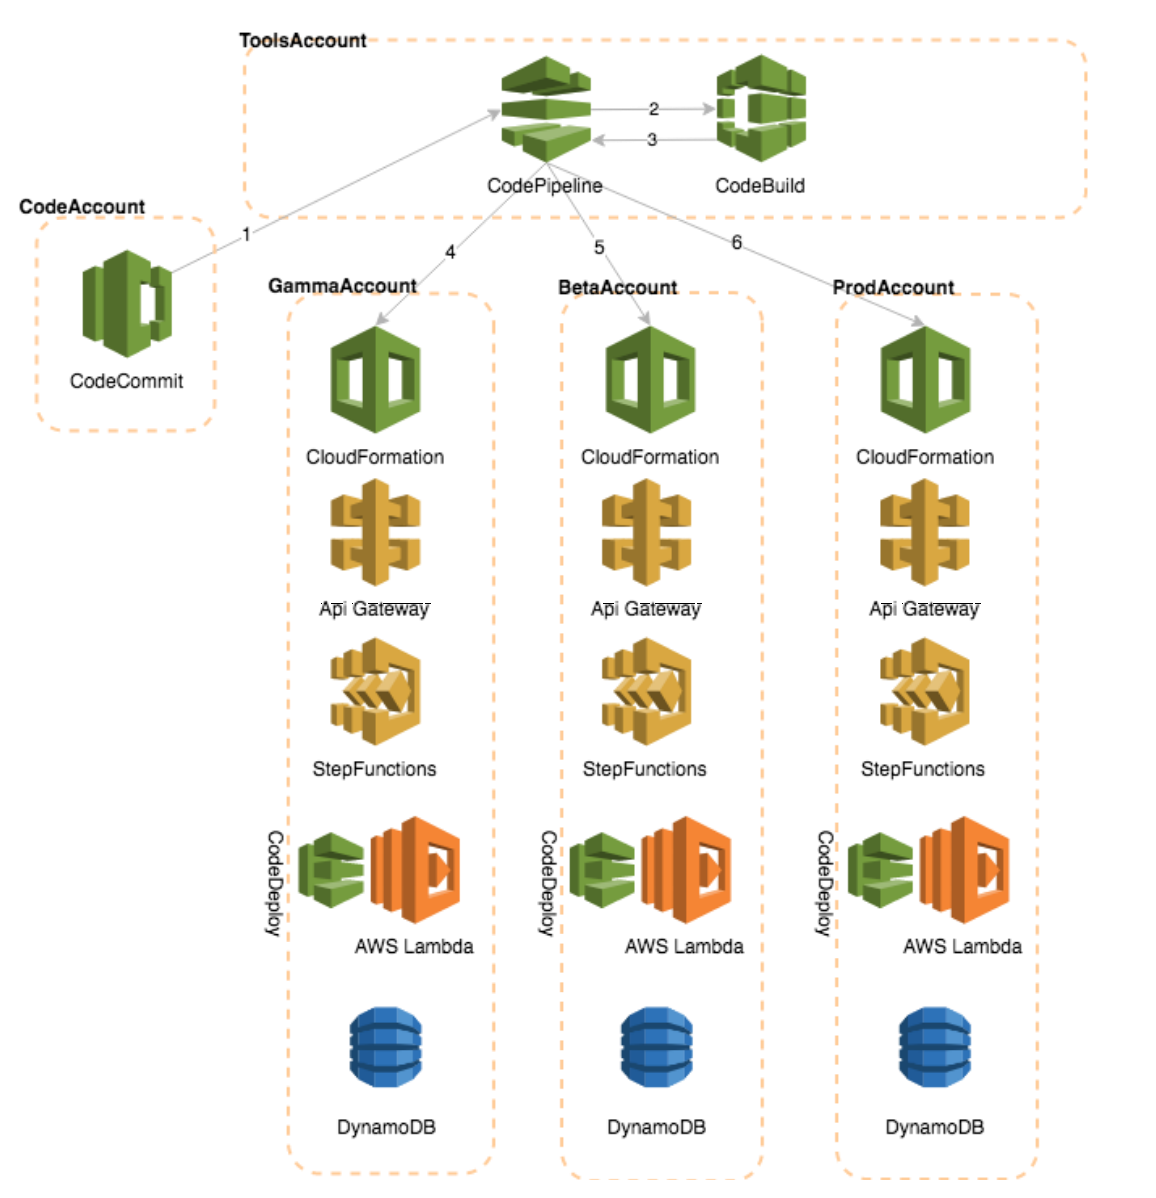 ToolsAccount
2
3
CodePipeline
CodeBuild
CodeAccount
1
CodeCommit
4
5
6
GammaAccount
BetaAccount
ProdAccount
CloudFormation
CloudFormation
CloudFormation
Api Gateway
Api Gateway
Api Gateway
StepFunctions
StepFunctions
StepFunctions
CodeDeploy
CodeDeploy
CodeDeploy
AWS Lambda
AWS Lambda
AWS Lambda
DynamoDB
DynamoDB
DynamoDB